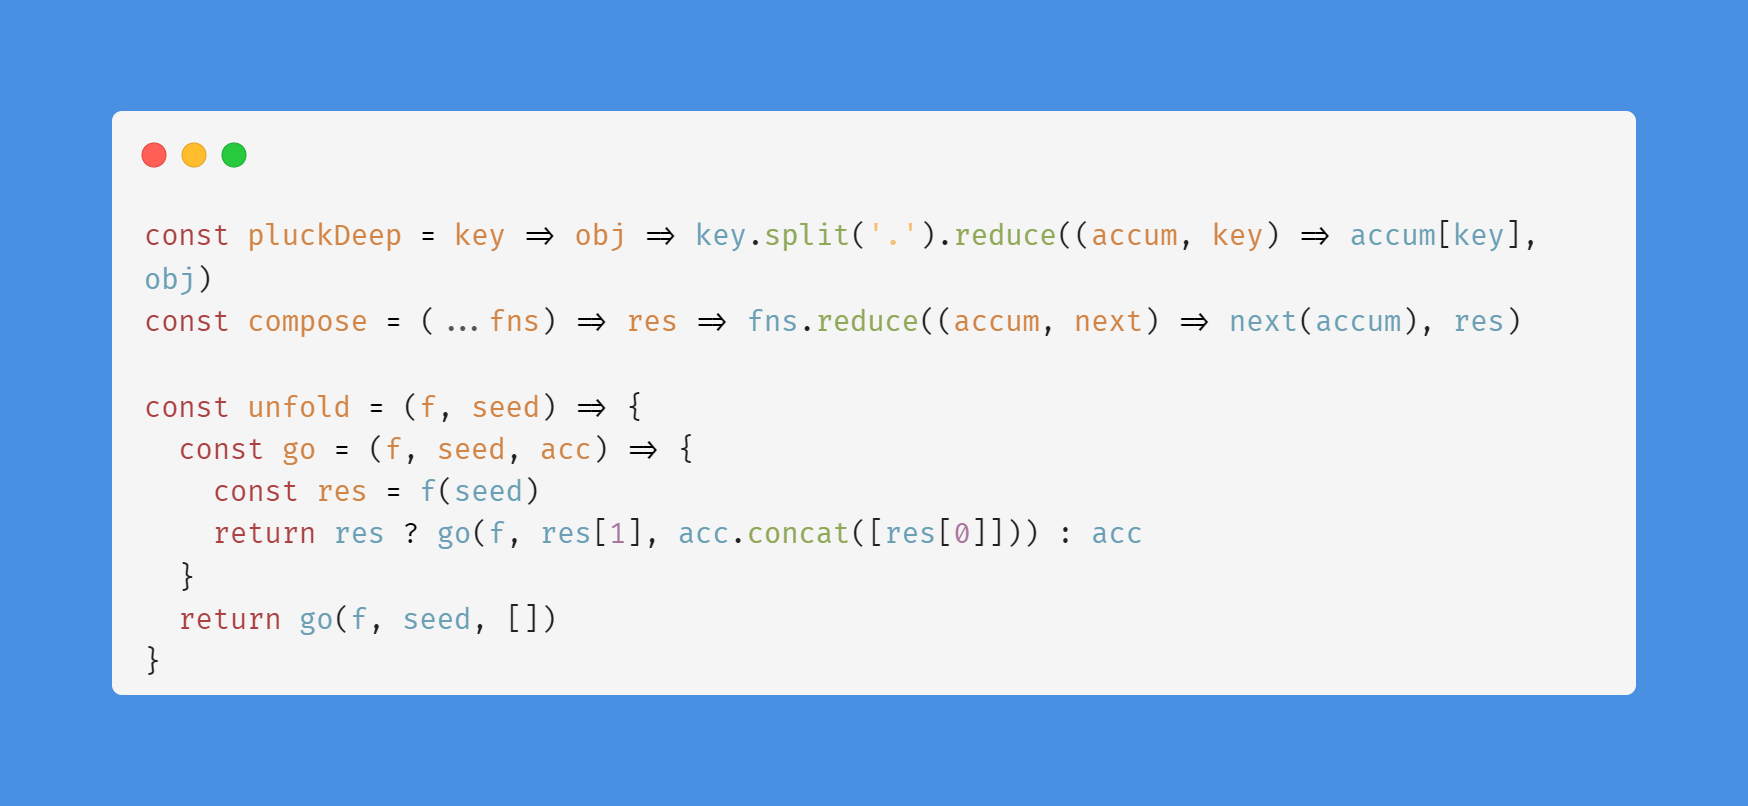 const pluckDeep = key => obj => key.split('.').reduce((accum, key) => accum[key],
obj)
const compose = (...fns) => res => fns.reduce((accum, next) => next(accum), res)

const unfold = (f, seed) => {
  const go = (f, seed, acc) => {
    const res = f(seed)
    return res ? go(f, res[1], acc.concat([res[0]])) : acc
  }
  return go(f, seed, [])
}